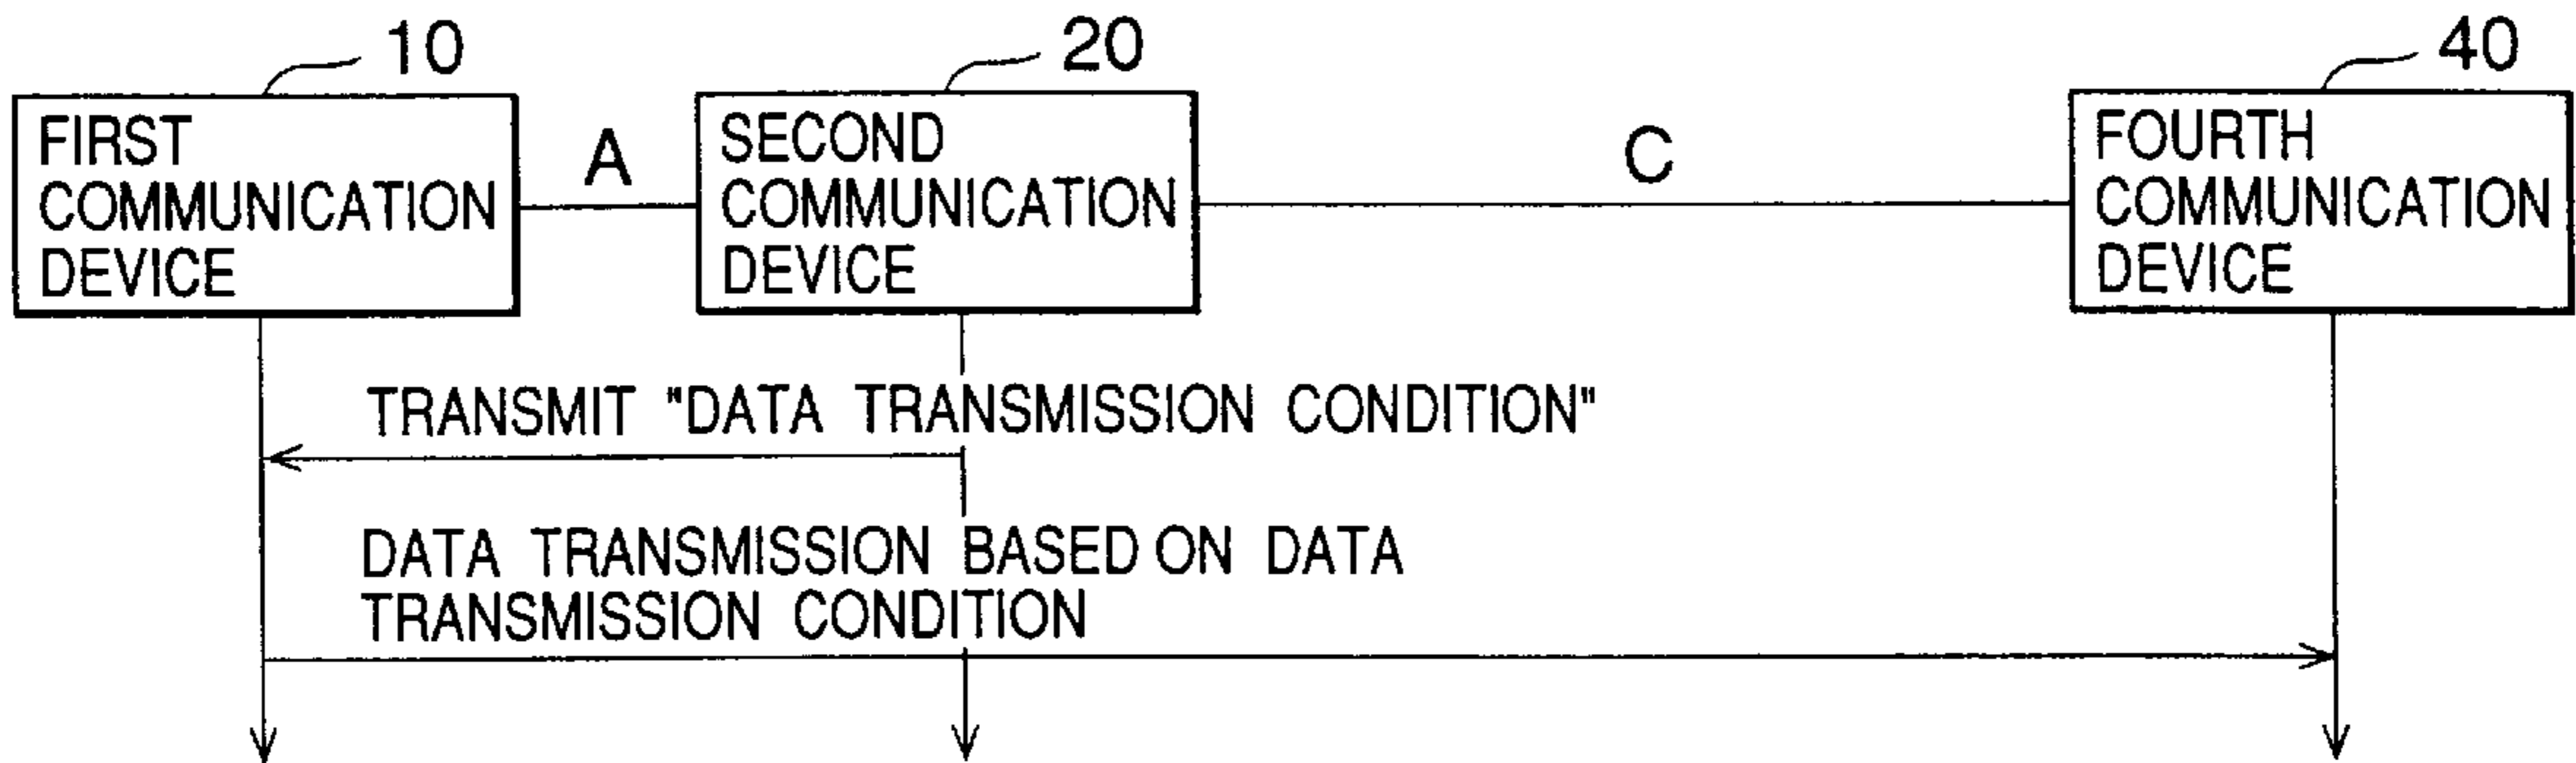 10
20
40
FIRST
COMMUNICATION
DEVICE
A
SECOND
COMMUNICATION
DEVICE
C
FOURTH
COMMUNICATION
DEVICE
TRANSMIT "DATA TRANSMISSION CONDITION"
DATA TRANSMISSION BASED ON DATA
TRANSMISSION CONDITION